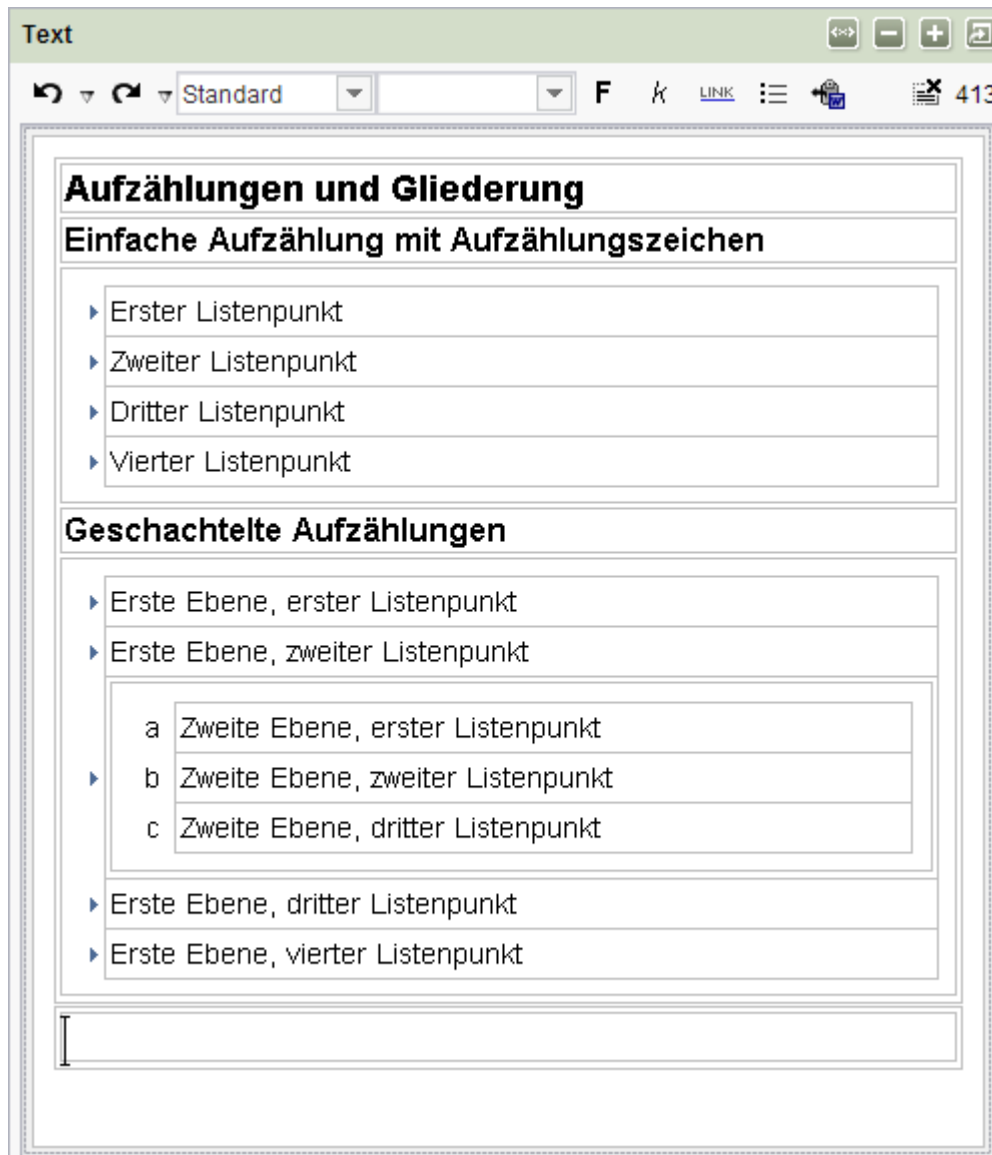 Text
Standard
F k LINK 413
Aufzählungen und Gliederung
Einfache Aufzählung mit Aufzählungszeichen
Erster Listenpunkt
Zweiter Listenpunkt
Dritter Listenpunkt
Vierter Listenpunkt
Geschachtelte Aufzählungen
Erste Ebene, erster Listenpunkt
Erste Ebene, zweiter Listenpunkt
a Zweite Ebene, erster Listenpunkt
b Zweite Ebene, zweiter Listenpunkt
c Zweite Ebene, dritter Listenpunkt
Erste Ebene, dritter Listenpunkt
Erste Ebene, vierter Listenpunkt